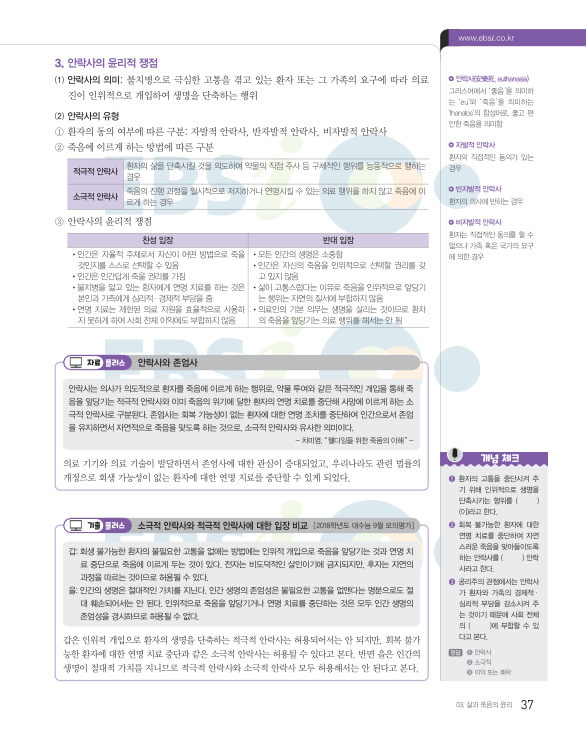 www.ebsi.co.kr
3. 안락사의 윤리적 쟁점
(1) 안락사의 의미: 불치병으로 극심한 고통을 겪고 있는 환자 또는 그 가족의 요구에 따라 의료
진이 인위적으로 개입하여 생명을 단축하는 행위
(2) 안락사의 유형
① 환자의 동의 여부에 따른 구분: 자발적 안락사, 반자발적 안락사, 비자발적 안락사
② 죽음에 이르게 하는 방법에 따른 구분
적극적 안락사
환자의 삶을 단축시킬 것을 의도하여 약물의 직접 주사 등 구체적인 행위를 능동적으로 행하는
경우
소극적 안락사
죽음의 진행 과정을 일시적으로 저지하거나 연명시킬 수 있는 의료 행위를 하지 않고 죽음에 이
르게 하는 경우
③ 안락사의 윤리적 쟁점
찬성 입장
• 인간은 자율적 주체로서 자신이 어떤 방법으로 죽을
것인지를 스스로 선택할 수 있음
• 인간은 인간답게 죽을 권리를 가짐
• 불치병을 앓고 있는 환자에게 연명 치료를 하는 것은
본인과 가족에게 심리적·경제적 부담을 줌
• 연명 치료는 제한된 의료 자원을 효율적으로 사용하
지 못하게 하여 사회 전체 이익에도 부합하지 않음
반대 입장
• 모든 인간의 생명은 소중함
• 인간은 자신의 죽음을 인위적으로 선택할 권리를 갖
고 있지 않음
• 삶이 고통스럽다는 이유로 죽음을 인위적으로 앞당기
는 행위는 자연의 질서에 부합하지 않음
• 의료인의 기본 의무는 생명을 살리는 것이므로 환자
의 죽음을 앞당기는 의료 행위를 해서는 안 됨
자료 플러스 안락사와 존엄사
안락사는 의사가 의도적으로 환자를 죽음에 이르게 하는 행위로, 약물 투여와 같은 적극적인 개입을 통해 죽
음을 앞당기는 적극적 안락사와 이미 죽음의 위기에 달한 환자의 연명 치료를 중단해 사망에 이르게 하는 소
극적 안락사로 구분된다. 존엄사는 회복 가능성이 없는 환자에 대한 연명 조치를 중단하여 인간으로서 존엄
을 유지하면서 자연적으로 죽음을 맞도록 하는 것으로, 소극적 안락사와 유사한 의미이다.
– 차미영, "웰다잉을 위한 죽음의 이해" –
의료 기기와 의료 기술이 발달하면서 존엄사에 대한 관심이 증대되었고, 우리나라도 관련 법률의
개정으로 회생 가능성이 없는 환자에 대한 연명 치료를 중단할 수 있게 되었다.
기출 플러스 소극적 안락사와 적극적 안락사에 대한 입장 비교 [2018학년도 대수능 9월 모의평가]
갑: 회생 불가능한 환자의 불필요한 고통을 없애는 방법에는 인위적 개입으로 죽음을 앞당기는 것과 연명 치
료 중단으로 죽음에 이르게 두는 것이 있다. 전자는 비도덕적인 살인이기에 금지되지만, 후자는 자연의
과정을 따르는 것이므로 허용될 수 있다.
을: 인간의 생명은 절대적인 가치를 지닌다. 인간 생명의 존엄성은 불필요한 고통을 없앤다는 명분으로도 절
대 훼손되어서는 안 된다. 인위적으로 죽음을 앞당기거나 연명 치료를 중단하는 것은 모두 인간 생명의
존엄성을 경시하므로 허용될 수 없다.
갑은 인위적 개입으로 환자의 생명을 단축하는 적극적 안락사는 허용되어서는 안 되지만, 회복 불가
능한 환자에 대한 연명 치료 중단과 같은 소극적 안락사는 허용될 수 있다고 본다. 반면 을은 인간의
생명이 절대적 가치를 지니므로 적극적 안락사와 소극적 안락사 모두 허용해서는 안 된다고 본다.
안락사(安樂死, euthanasia)
그리스어에서 '좋음'을 의미하
는 'eu'와 '죽음'을 의미하는
'thanatos'의 합성어로, 좋고 편
안한 죽음을 의미함
자발적 안락사
환자의 직접적인 동의가 있는
경우
반자발적 안락사
환자의 의사에 반하는 경우
비자발적 안락사
환자는 직접적인 동의를 할 수
없으나 가족 혹은 국가의 요구
에 의한 경우
개념 체크
❶ 환자의 고통을 중단시켜 주
기 위해 인위적으로 생명을
단축시키는 행위를 ( )
(이)라고 한다.
❷ 회복 불가능한 환자에 대한
연명 치료를 중단하여 자연
스러운 죽음을 맞아들이도록
하는 안락사를 ( ) 안락
사라고 한다.
❸ 공리주의 관점에서는 안락사
가 환자와 가족의 경제적·
심리적 부담을 감소시켜 주
는 것이기 때문에 사회 전체
의 ( )에 부합할 수 있
다고 본다.
정답 ❶ 안락사
❷ 소극적
❸ 이익 또는 쾌락
03. 삶과 죽음의 윤리 37
EBSi
EBSi
EBSi